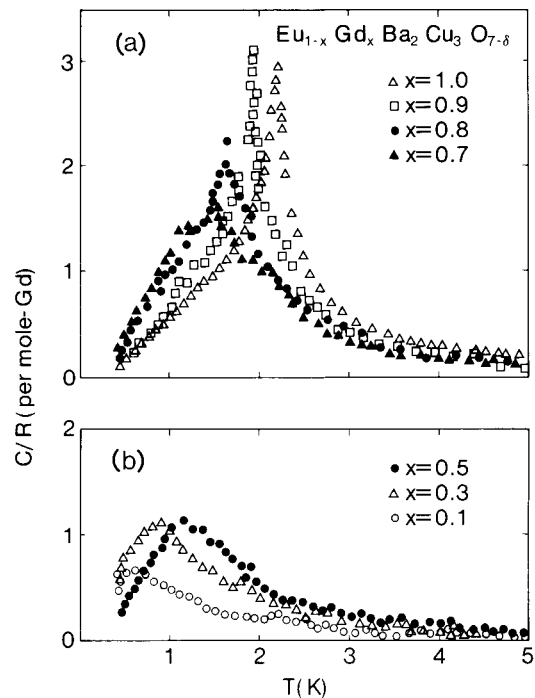 (a)
Eu₁₋ₓ Gdₓ Ba₂ Cu₃ O₇₋δ
△ x=1.0
□ x=0.9
● x=0.8
▲ x=0.7
3
2
1
0
C/R (per mole-Gd)
(b)
● x=0.5
△ x=0.3
○ x=0.1
2
1
0
1 2 3 4 5
T(K)